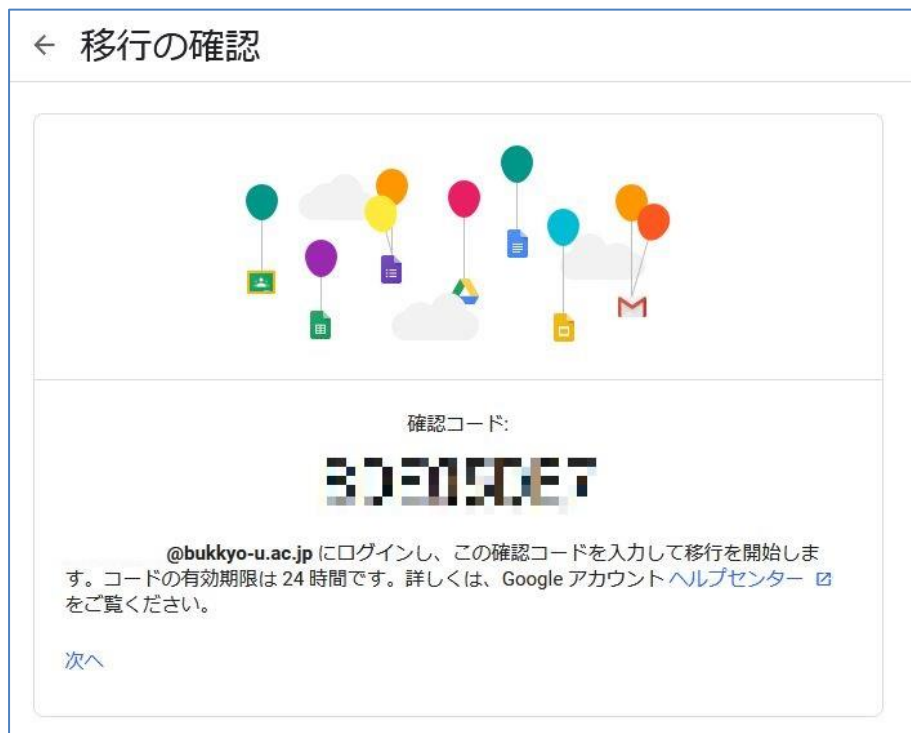 ← 移行の確認
確認コード:
@bukkyo-u.ac.jp にログインし、この確認コードを入力して移行を開始しま
す。コードの有効期限は 24 時間です。詳しくは、Google アカウント ヘルプセンター
をご覧ください。
次へ